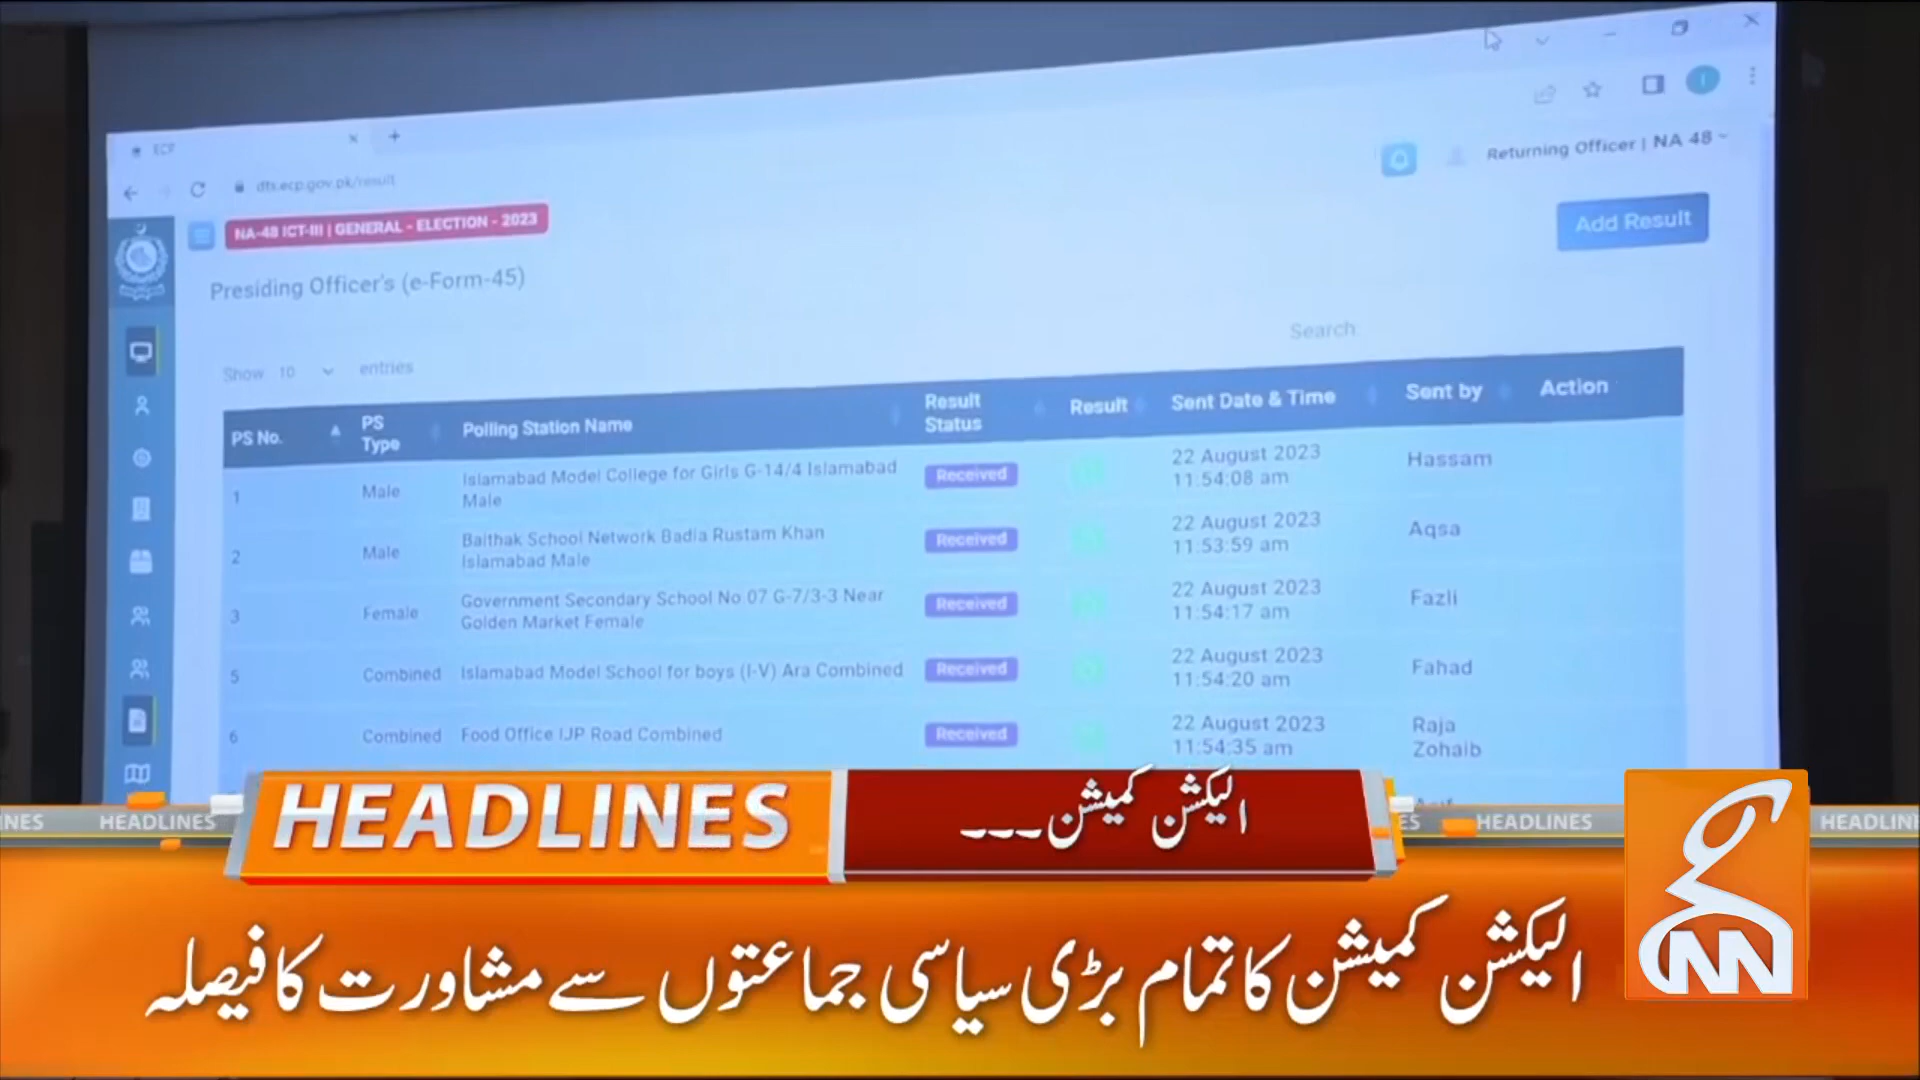 ECP
dts.ecp.gov.pk/result
Returning Officer | NA 48
NA-48 ICT-III | GENERAL - ELECTION - 2023
Add Result
Presiding Officer's (e-Form-45)
Search
Show 10 entries
PS No. PS Type Polling Station Name Result Status Result Sent Date & Time Sent by Action
1 Male Islamabad Model College for Girls G-14/4 Islamabad Male Received 22 August 2023 11:54:08 am Hassam
2 Male Baithak School Network Badia Rustam Khan Islamabad Male Received 22 August 2023 11:53:59 am Aqsa
3 Female Government Secondary School No 07 G-7/3-3 Near Golden Market Female Received 22 August 2023 11:54:17 am Fazli
5 Combined Islamabad Model School for boys (I-V) Ara Combined Received 22 August 2023 11:54:20 am Fahad
6 Combined Food Office IJP Road Combined Received 22 August 2023 11:54:35 am Raja Zohaib
HEADLINES
الیکشن کمیشن ۔۔۔
HEADLINES
HEADLINES
الیکشن کمیشن کا تمام بڑی سیاسی جماعتوں سے مشاورت کا فیصلہ
GNN